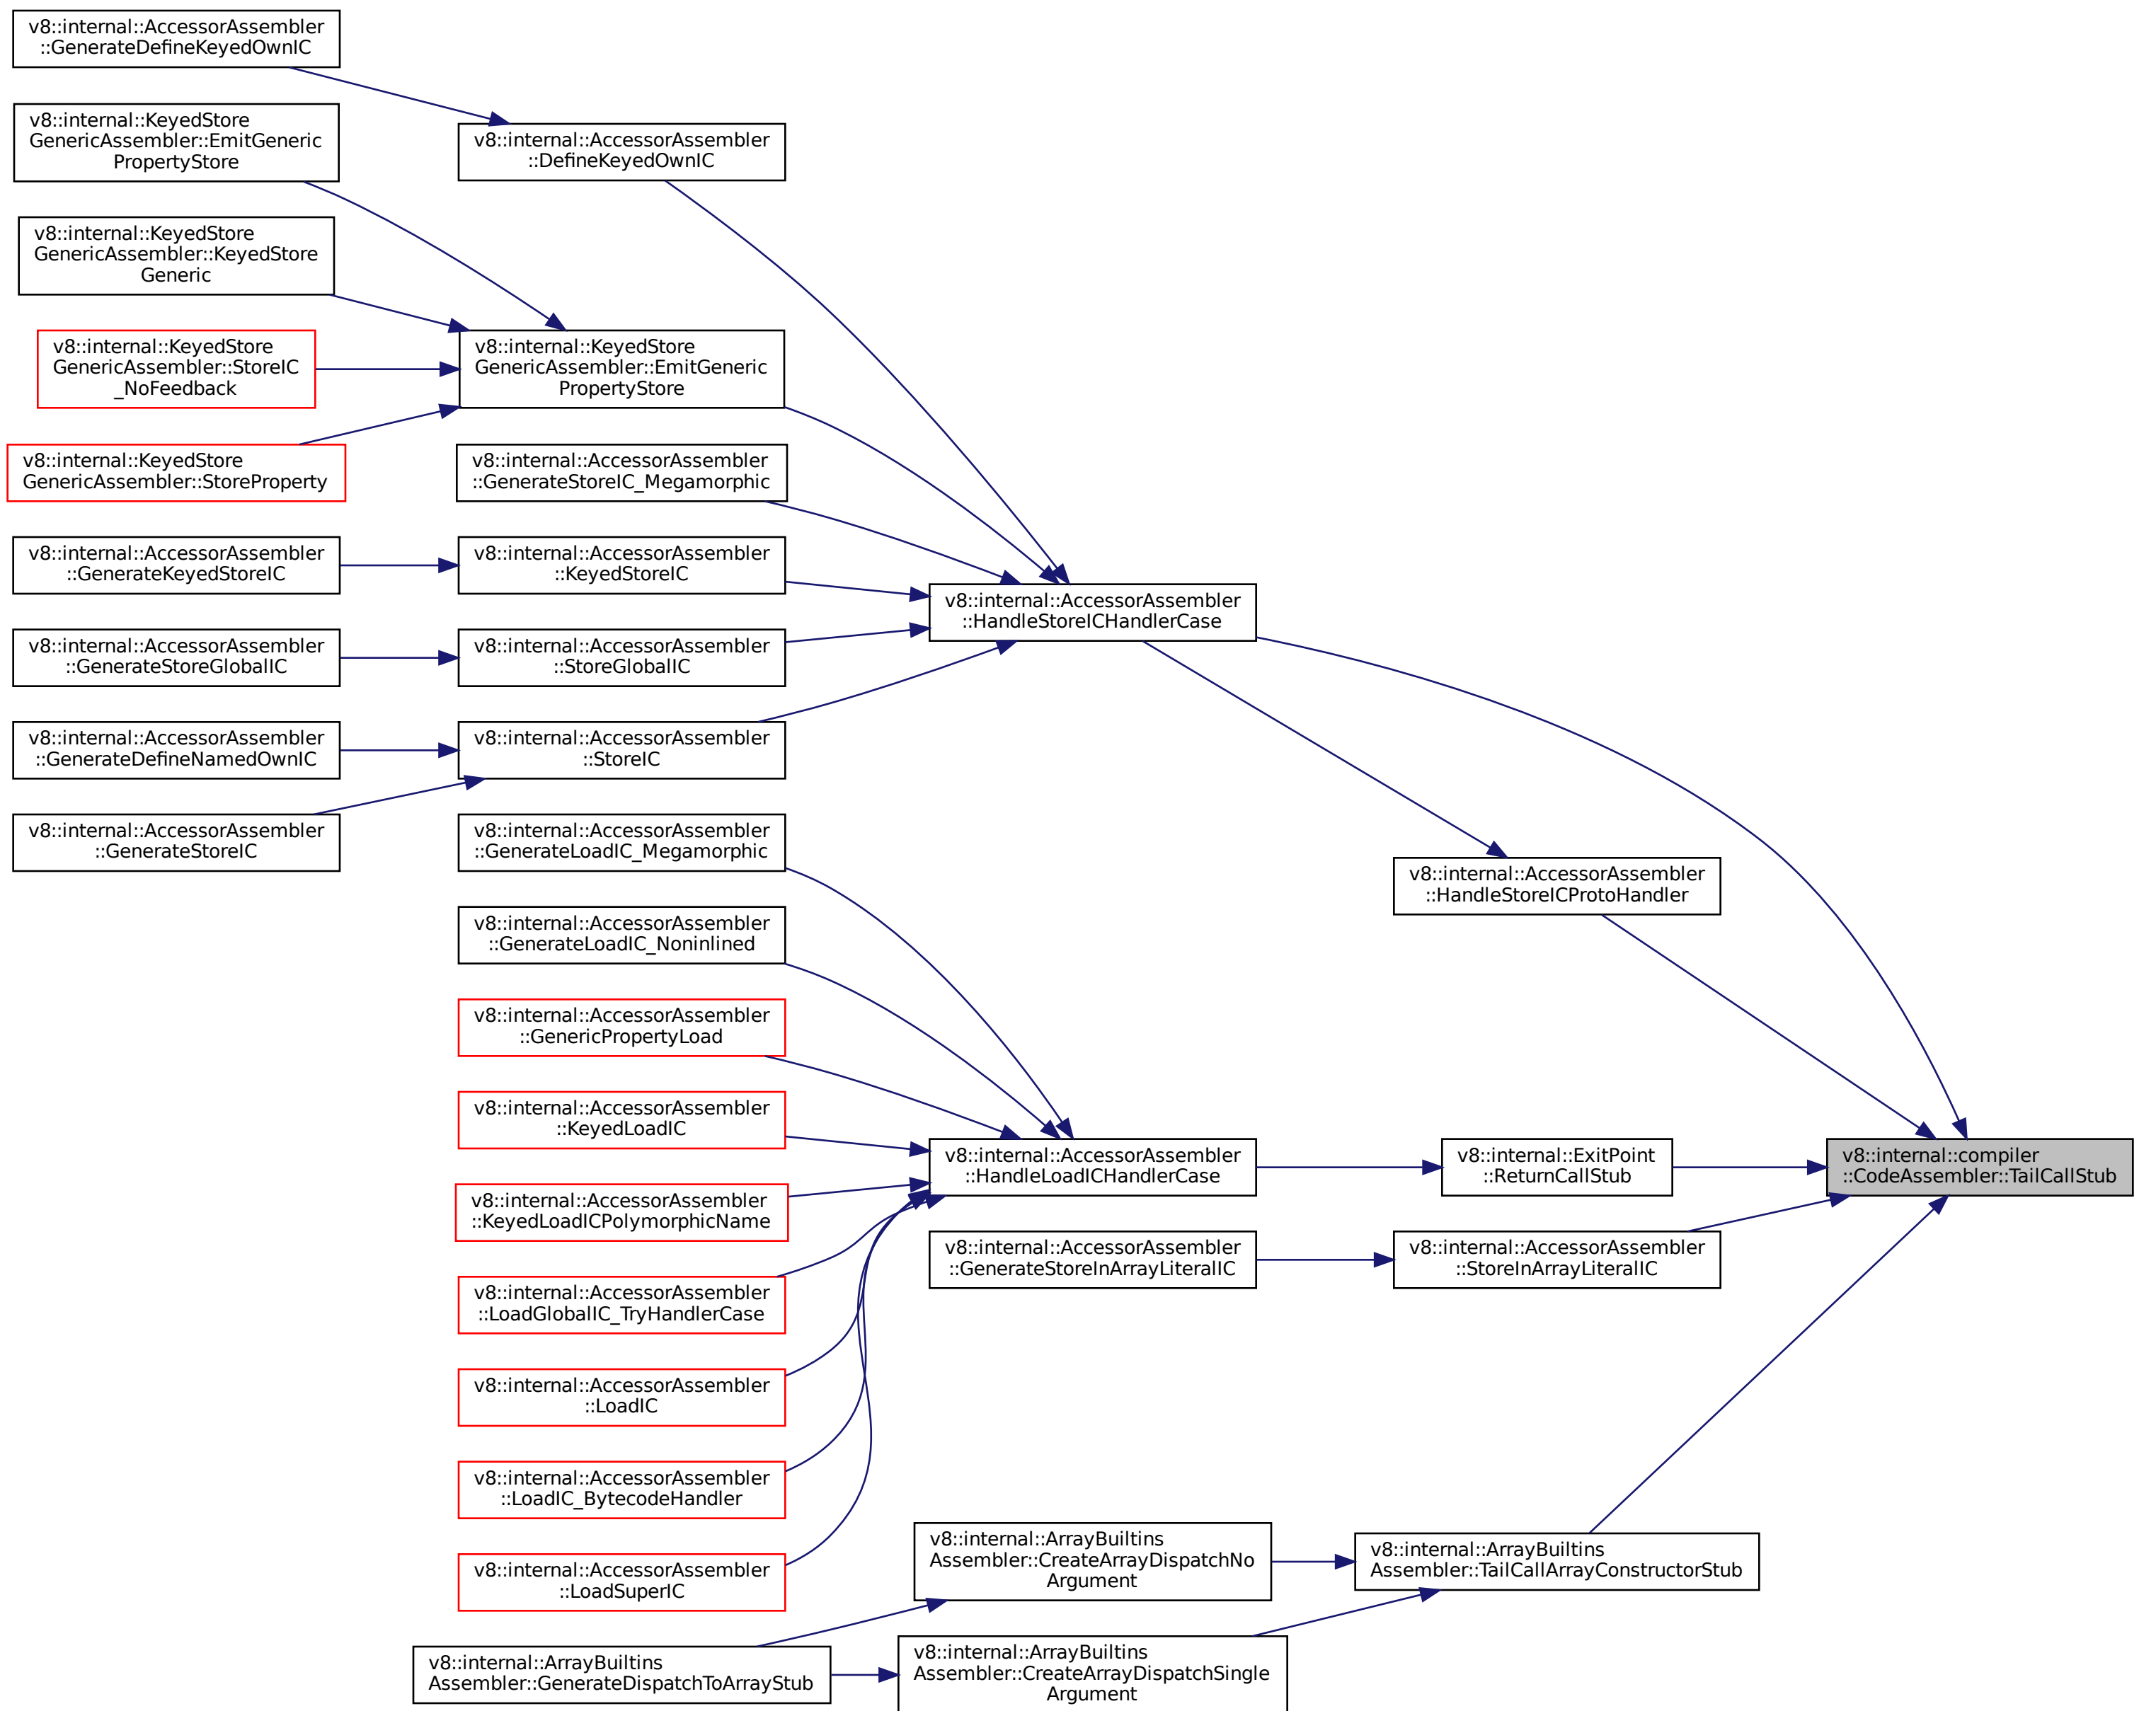 v8::internal::AccessorAssembler
::GenerateDefineKeyedOwnIC
v8::internal::KeyedStore
GenericAssembler::EmitGeneric
PropertyStore
v8::internal::KeyedStore
GenericAssembler::KeyedStore
Generic
v8::internal::KeyedStore
GenericAssembler::StoreIC
_NoFeedback
v8::internal::KeyedStore
GenericAssembler::StoreProperty
v8::internal::AccessorAssembler
::GenerateKeyedStoreIC
v8::internal::AccessorAssembler
::GenerateStoreGlobalIC
v8::internal::AccessorAssembler
::GenerateDefineNamedOwnIC
v8::internal::AccessorAssembler
::GenerateStoreIC
v8::internal::AccessorAssembler
::DefineKeyedOwnIC
v8::internal::KeyedStore
GenericAssembler::EmitGeneric
PropertyStore
v8::internal::AccessorAssembler
::GenerateStoreIC_Megamorphic
v8::internal::AccessorAssembler
::KeyedStoreIC
v8::internal::AccessorAssembler
::StoreGlobalIC
v8::internal::AccessorAssembler
::StoreIC
v8::internal::AccessorAssembler
::GenerateLoadIC_Megamorphic
v8::internal::AccessorAssembler
::GenerateLoadIC_Noninlined
v8::internal::AccessorAssembler
::GenericPropertyLoad
v8::internal::AccessorAssembler
::KeyedLoadIC
v8::internal::AccessorAssembler
::KeyedLoadICPolymorphicName
v8::internal::AccessorAssembler
::LoadGlobalIC_TryHandlerCase
v8::internal::AccessorAssembler
::LoadIC
v8::internal::AccessorAssembler
::LoadIC_BytecodeHandler
v8::internal::AccessorAssembler
::LoadSuperIC
v8::internal::ArrayBuiltins
Assembler::GenerateDispatchToArrayStub
v8::internal::AccessorAssembler
::HandleStoreICHandlerCase
v8::internal::AccessorAssembler
::HandleLoadICHandlerCase
v8::internal::AccessorAssembler
::GenerateStoreInArrayLiteralIC
v8::internal::ArrayBuiltins
Assembler::CreateArrayDispatchNo
Argument
v8::internal::ArrayBuiltins
Assembler::CreateArrayDispatchSingle
Argument
v8::internal::AccessorAssembler
::HandleStoreICProtoHandler
v8::internal::ExitPoint
::ReturnCallStub
v8::internal::AccessorAssembler
::StoreInArrayLiteralIC
v8::internal::ArrayBuiltins
Assembler::TailCallArrayConstructorStub
v8::internal::compiler
::CodeAssembler::TailCallStub